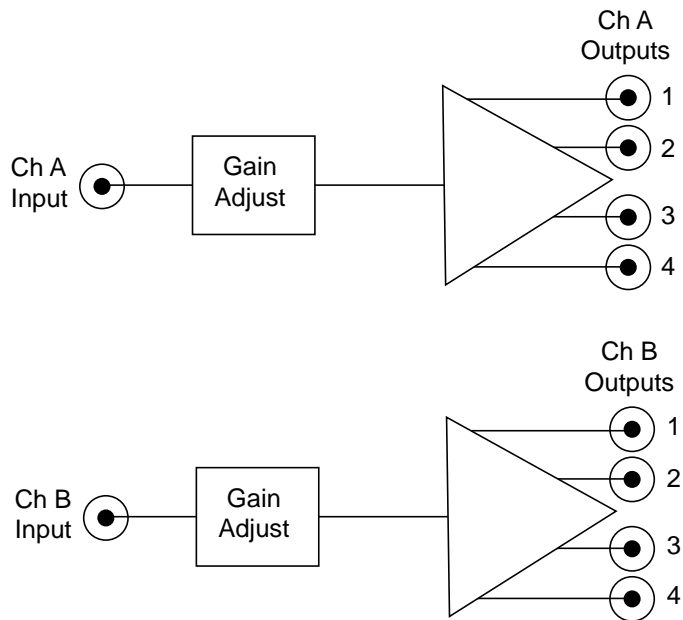 Ch A
Outputs
1
2
3
4
Ch A
Input
Gain
Adjust
Ch B
Outputs
1
2
3
4
Ch B
Input
Gain
Adjust